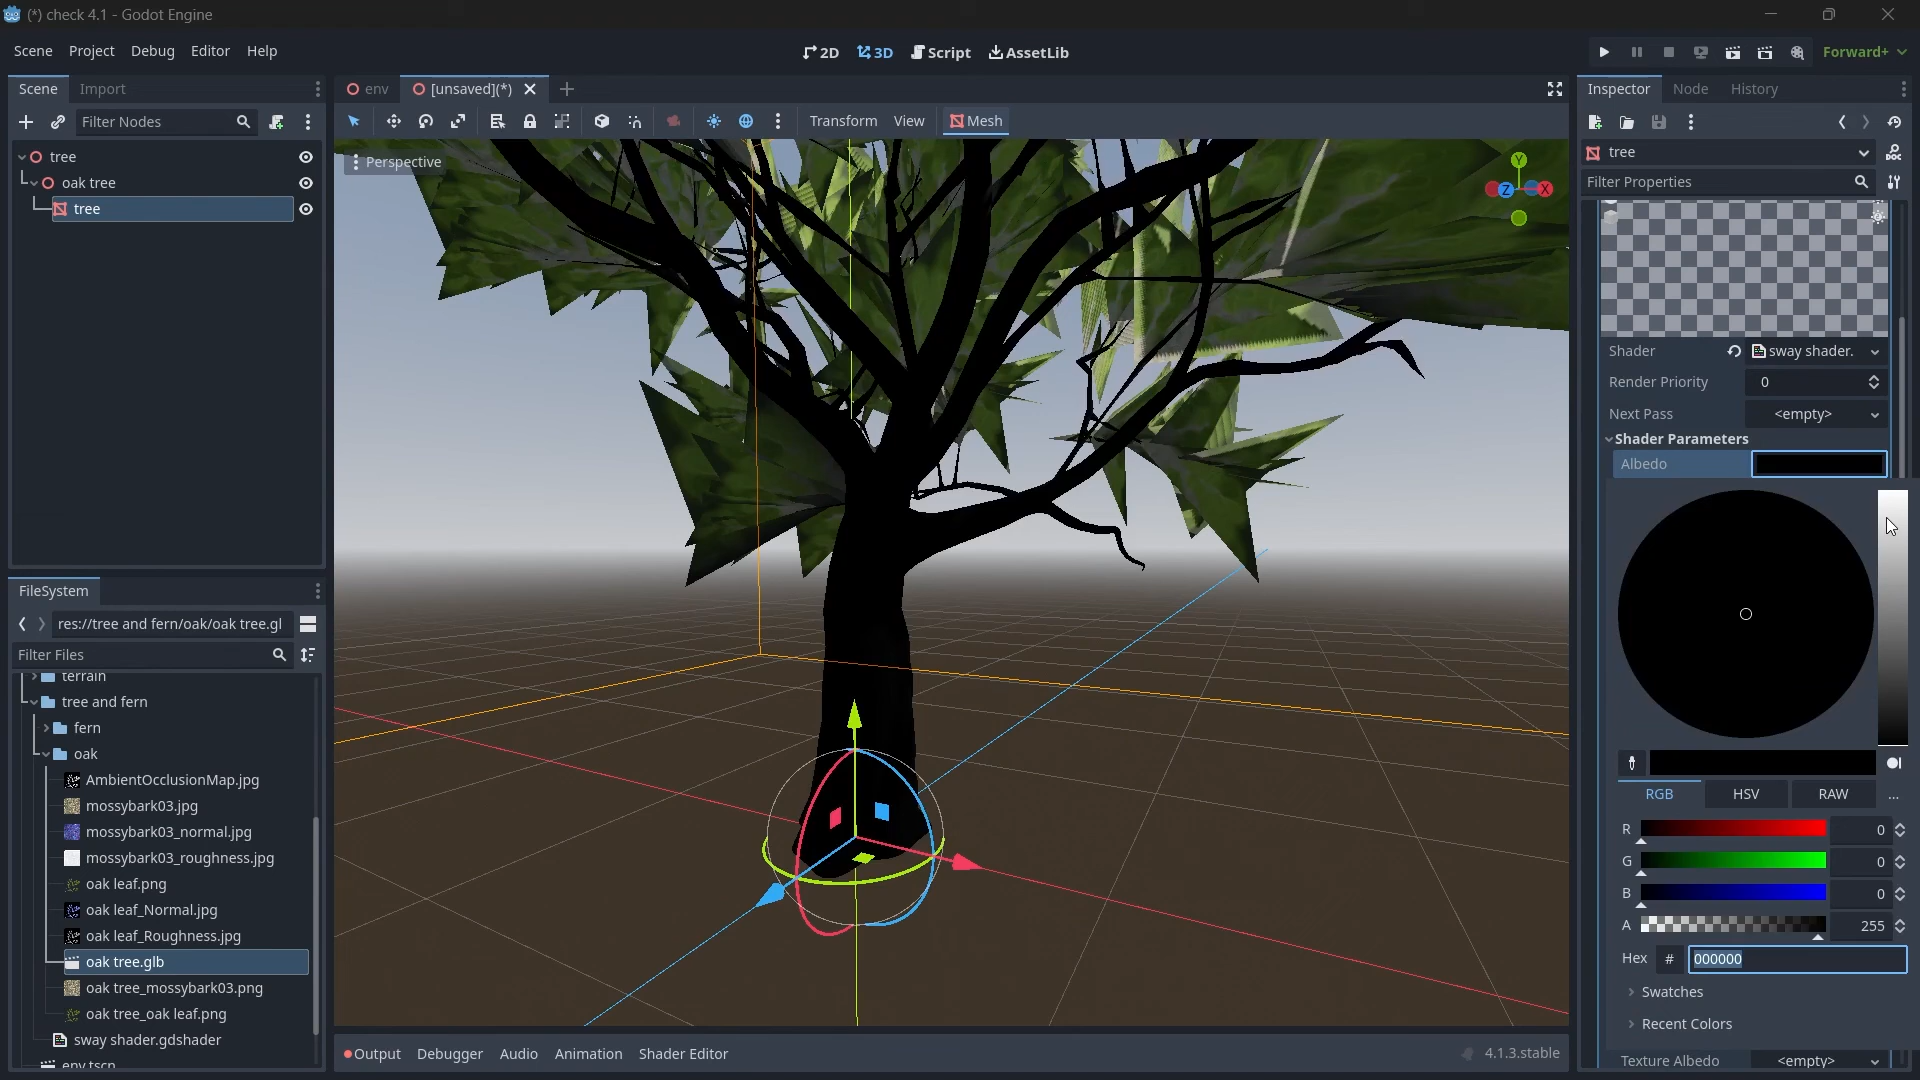 (*) check 4.1 - Godot Engine
Scene Project Debug Editor Help
2D 3D Script AssetLib
Forward+
Scene Import
env [unsaved](*)
Inspector Node History
Filter Nodes
Transform View Mesh
tree
oak tree
tree
Perspective
Y
Z X
tree
Filter Properties
Shader sway shader.
Render Priority 0
Next Pass <empty>
Shader Parameters
Albedo
RGB HSV RAW ...
R 0
G 0
B 0
A 255
Hex # 000000
Swatches
Recent Colors
Texture Albedo <empty>
FileSystem
res://tree and fern/oak/oak tree.gl
Filter Files
terrain
tree and fern
fern
oak
AmbientOcclusionMap.jpg
mossybark03.jpg
mossybark03_normal.jpg
mossybark03_roughness.jpg
oak leaf.png
oak leaf_Normal.jpg
oak leaf_Roughness.jpg
oak tree.glb
oak tree_mossybark03.png
oak tree_oak leaf.png
sway shader.gdshader
env.tscn
Output Debugger Audio Animation Shader Editor
4.1.3.stable